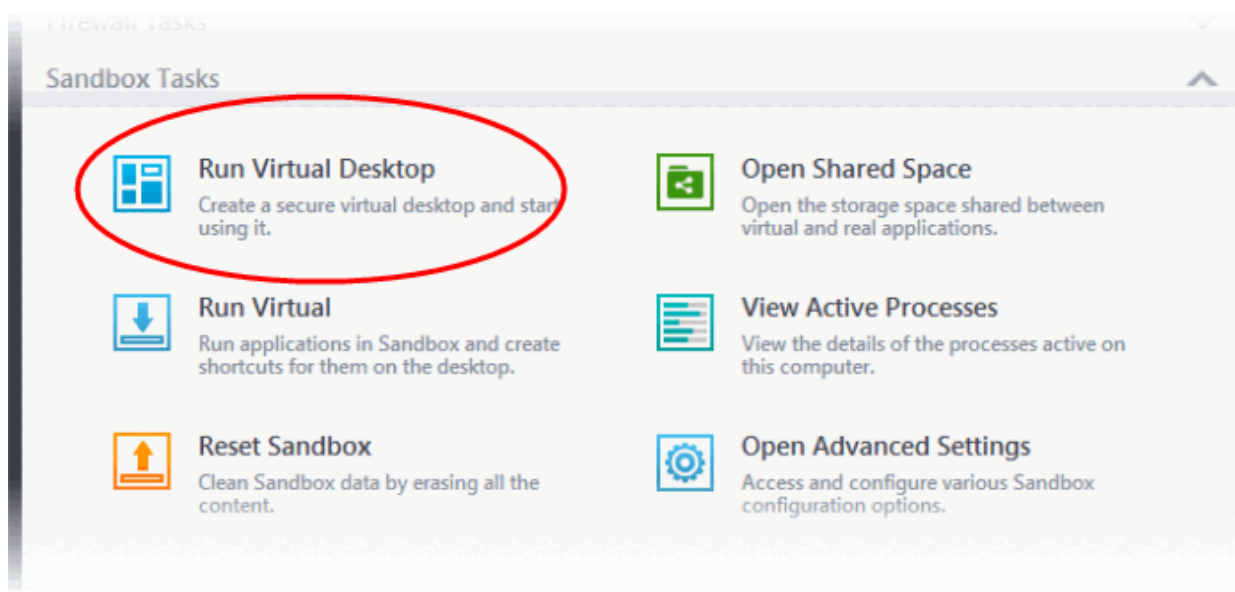 Firewall Tasks
Sandbox Tasks
Run Virtual Desktop
Create a secure virtual desktop and start
using it.
Open Shared Space
Open the storage space shared between
virtual and real applications.
Run Virtual
Run applications in Sandbox and create
shortcuts for them on the desktop.
View Active Processes
View the details of the processes active on
this computer.
Reset Sandbox
Clean Sandbox data by erasing all the
content.
Open Advanced Settings
Access and configure various Sandbox
configuration options.